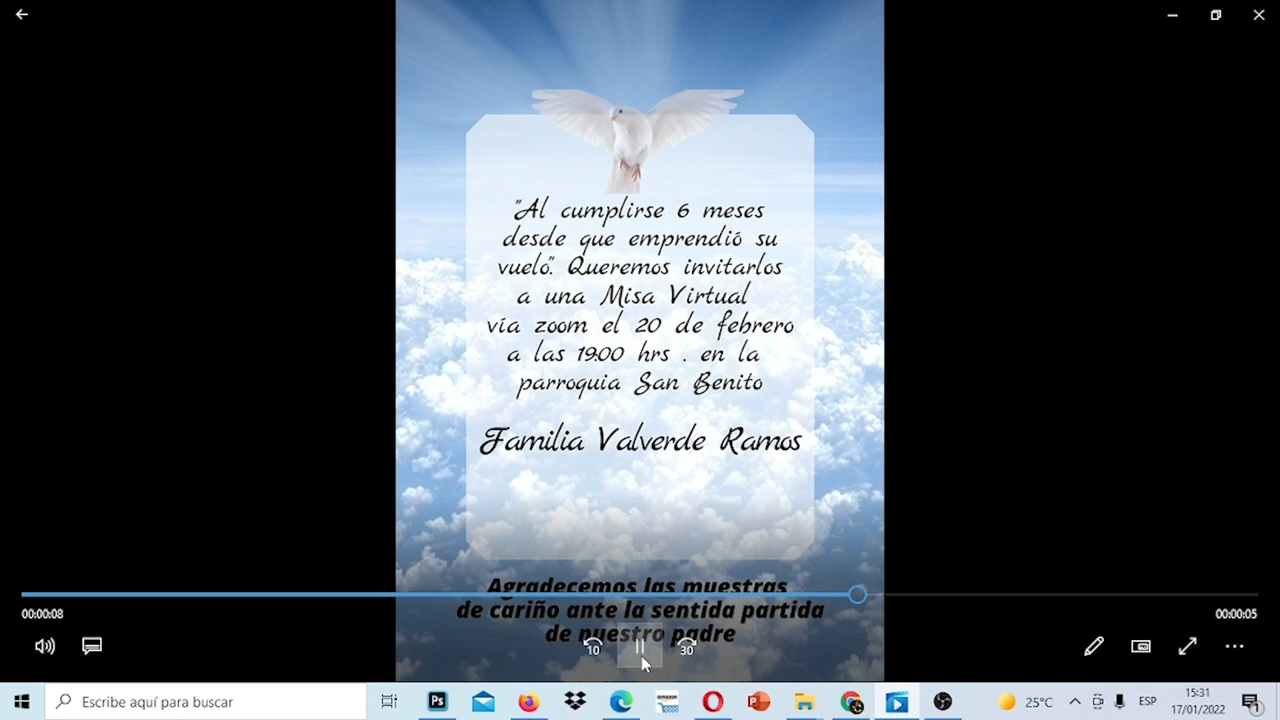 "Al cumplirse 6 meses
desde que emprendió su
vuelo". Queremos invitarlos
a una Misa Virtual
vía zoom el 20 de febrero
a las 19:00 hrs . en la
parroquia San Benito
Familia Valverde Ramos
Agradecemos las muestras
de cariño ante la sentida partida
de nuestro padre
00:00:08
00:00:05
10
30
Escribe aquí para buscar
Ps
amazon
25°C
ESP
15:31
17/01/2022
1